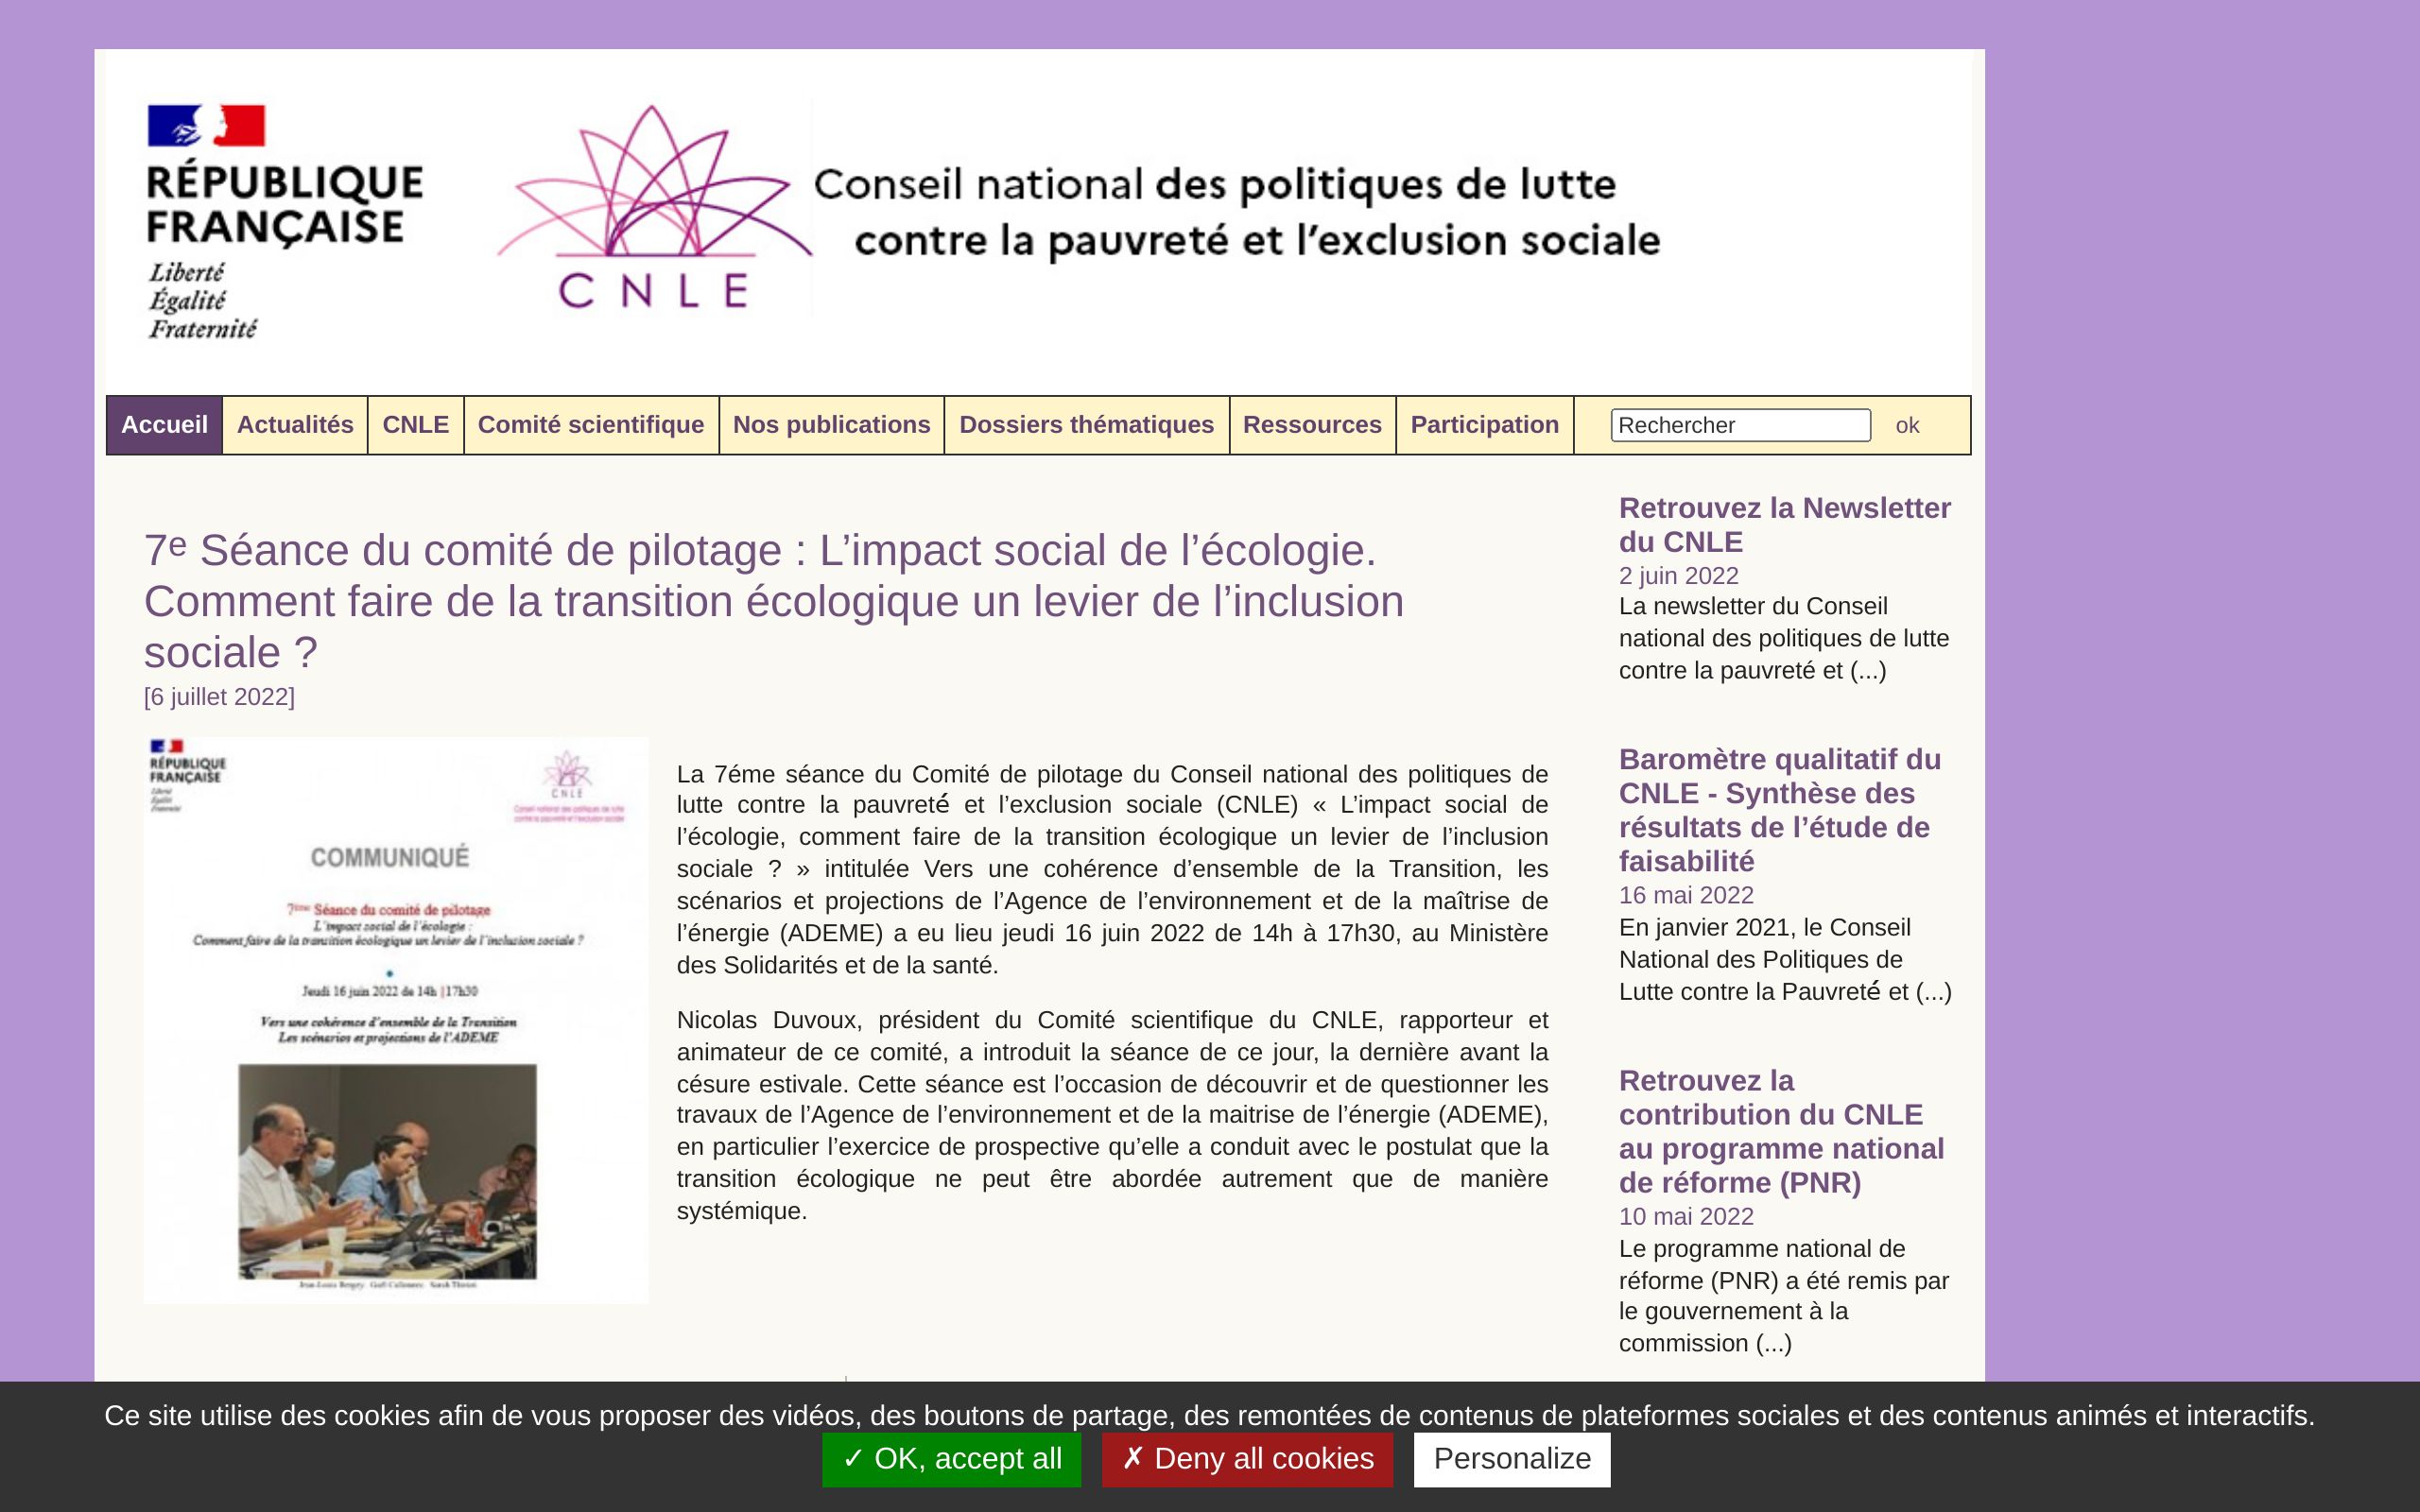 RÉPUBLIQUE
FRANÇAISE
Liberté
Égalité
Fraternité
CNLE
Conseil national des politiques de lutte
contre la pauvreté et l’exclusion sociale
Accueil Actualités CNLE Comité scientifique Nos publications Dossiers thématiques Ressources Participation Rechercher ok
7e Séance du comité de pilotage : L’impact social de l’écologie.
Comment faire de la transition écologique un levier de l’inclusion
sociale ?
[6 juillet 2022]
RÉPUBLIQUE
FRANÇAISE
Liberté
Égalité
Fraternité
CNLE
Conseil national des politiques de lutte
contre la pauvreté et l’exclusion sociale
COMMUNIQUÉ
7ème Séance du comité de pilotage
L’impact social de l’écologie :
Comment faire de la transition écologique un levier de l’inclusion sociale ?
Jeudi 16 juin 2022 de 14h |17h30
Vers une cohérence d’ensemble de la Transition
Les scénarios et projections de l’ADEME
La 7éme séance du Comité de pilotage du Conseil national des politiques de
lutte contre la pauvreté et l’exclusion sociale (CNLE) « L’impact social de
l’écologie, comment faire de la transition écologique un levier de l’inclusion
sociale ? » intitulée Vers une cohérence d’ensemble de la Transition, les
scénarios et projections de l’Agence de l’environnement et de la maîtrise de
l’énergie (ADEME) a eu lieu jeudi 16 juin 2022 de 14h à 17h30, au Ministère
des Solidarités et de la santé.
Nicolas Duvoux, président du Comité scientifique du CNLE, rapporteur et
animateur de ce comité, a introduit la séance de ce jour, la dernière avant la
césure estivale. Cette séance est l’occasion de découvrir et de questionner les
travaux de l’Agence de l’environnement et de la maitrise de l’énergie (ADEME),
en particulier l’exercice de prospective qu’elle a conduit avec le postulat que la
transition écologique ne peut être abordée autrement que de manière
systémique.
Retrouvez la Newsletter
du CNLE
2 juin 2022
La newsletter du Conseil
national des politiques de lutte
contre la pauvreté et (...)
Baromètre qualitatif du
CNLE - Synthèse des
résultats de l’étude de
faisabilité
16 mai 2022
En janvier 2021, le Conseil
National des Politiques de
Lutte contre la Pauvreté et (...)
Retrouvez la
contribution du CNLE
au programme national
de réforme (PNR)
10 mai 2022
Le programme national de
réforme (PNR) a été remis par
le gouvernement à la
commission (...)
Ce site utilise des cookies afin de vous proposer des vidéos, des boutons de partage, des remontées de contenus de plateformes sociales et des contenus animés et interactifs.
✓ OK, accept all ✗ Deny all cookies Personalize